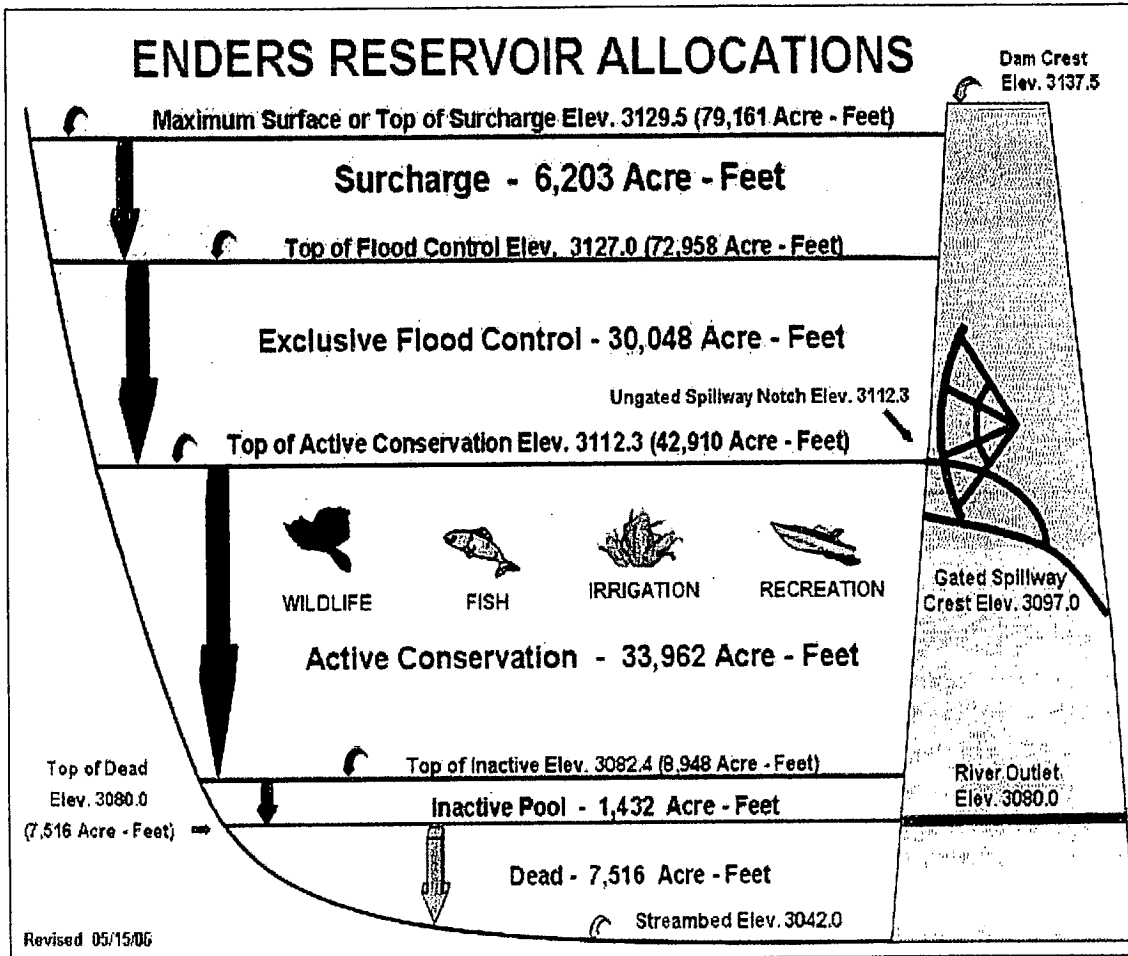 ENDERS RESERVOIR ALLOCATIONS
Dam Crest
Elev. 3137.5
Maximum Surface or Top of Surcharge Elev. 3129.5 (79,161 Acre - Feet)
Surcharge - 6,203 Acre - Feet
Top of Flood Control Elev. 3127.0 (72,958 Acre - Feet)
Exclusive Flood Control - 30,048 Acre - Feet
Ungated Spillway Notch Elev. 3112.3
Top of Active Conservation Elev. 3112.3 (42,910 Acre - Feet)
WILDLIFE
FISH
IRRIGATION
RECREATION
Gated Spillway
Crest Elev. 3097.0
Active Conservation - 33,962 Acre - Feet
Top of Inactive Elev. 3082.4 (8,948 Acre - Feet)
Top of Dead
Elev. 3080.0
(7,516 Acre - Feet)
River Outlet
Elev. 3080.0
Inactive Pool - 1,432 Acre - Feet
Dead - 7,516 Acre - Feet
Streambed Elev. 3042.0
Revised 05/15/06